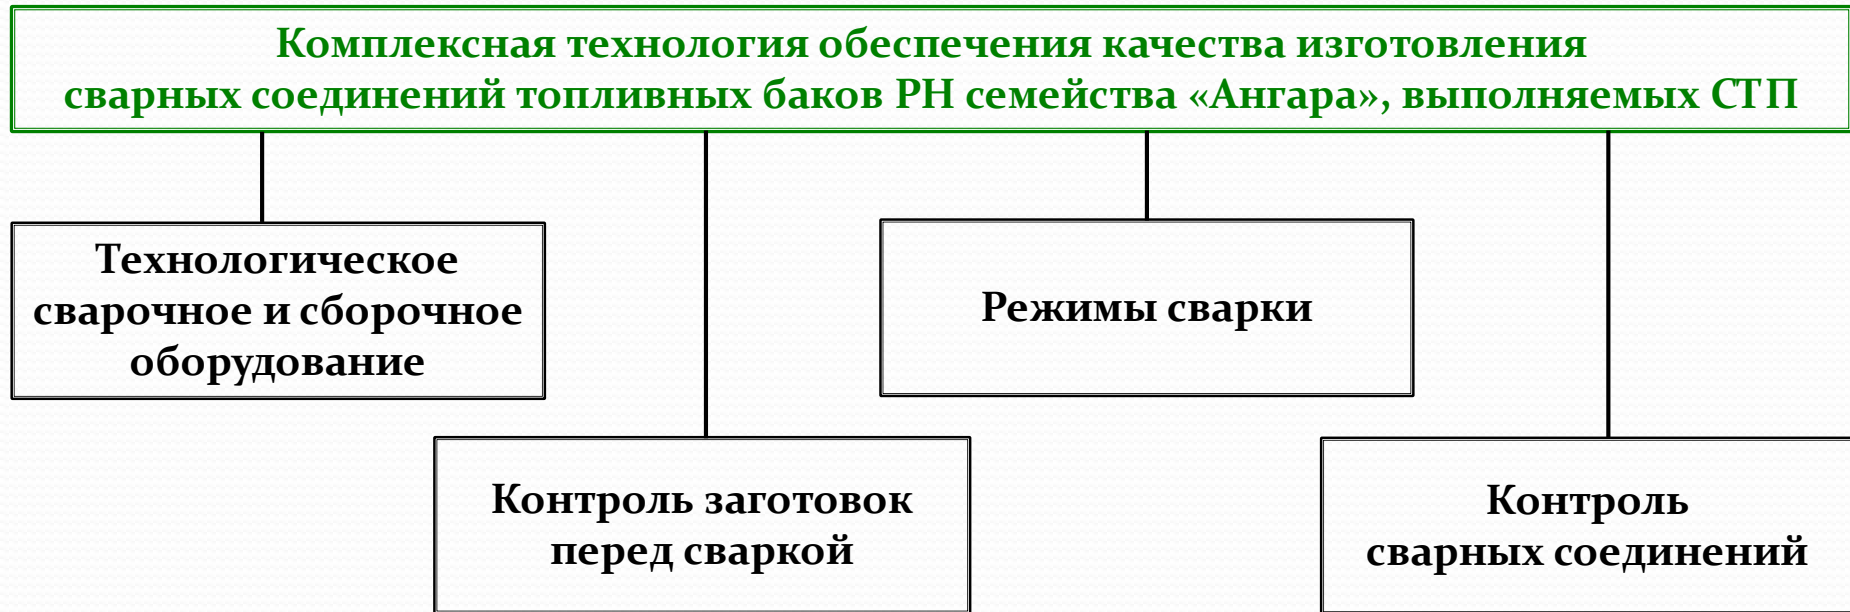 Комплексная технология обеспечения качества изготовления
сварных соединений топливных баков РН семейства «Ангара», выполняемых СТП
Технологическое
сварочное и сборочное
оборудование
Режимы сварки
Контроль заготовок
перед сваркой
Контроль
сварных соединений